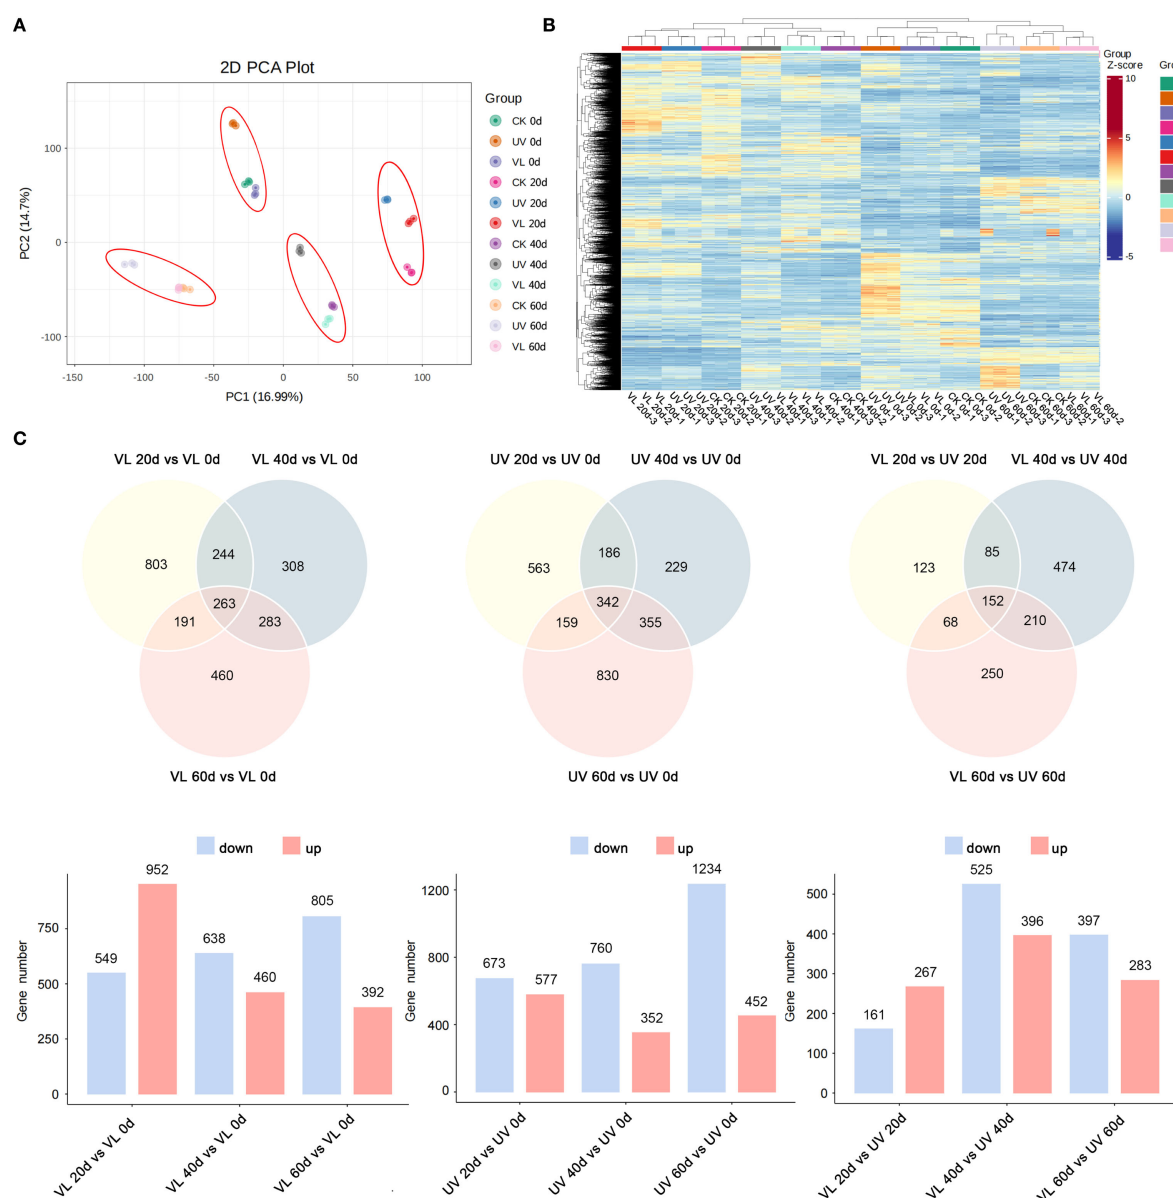 A
2D PCA Plot
PC2 (14.7%)
100
0
-100
-150
-100
-50
0
50
100
PC1 (16.99%)
Group
CK 0d
UV 0d
VL 0d
CK 20d
UV 20d
VL 20d
CK 40d
UV 40d
VL 40d
CK 60d
UV 60d
VL 60d
B
Group
Z-score
10
5
0
-5
C
VL 20d vs VL 0d
VL 40d vs VL 0d
803
244
308
263
191
283
460
VL 60d vs VL 0d
UV 20d vs UV 0d
UV 40d vs UV 0d
563
186
229
342
159
355
830
UV 60d vs UV 0d
VL 20d vs UV 20d
VL 40d vs UV 40d
123
85
474
152
68
210
250
VL 60d vs UV 60d
down
up
Gene number
750
500
250
0
549
952
638
460
805
392
VL 20d vs VL 0d
VL 40d vs VL 0d
VL 60d vs VL 0d
down
up
Gene number
1200
800
400
0
673
577
760
352
1234
452
UV 20d vs UV 0d
UV 40d vs UV 0d
UV 60d vs UV 0d
down
up
Gene number
500
400
300
200
100
0
161
267
525
396
397
283
VL 20d vs UV 20d
VL 40d vs UV 40d
VL 60d vs UV 60d